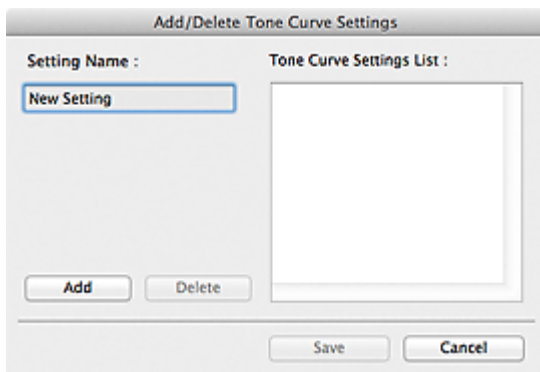 Add/Delete Tone Curve Settings
Setting Name :
Tone Curve Settings List :
New Setting
Add
Delete
Save
Cancel